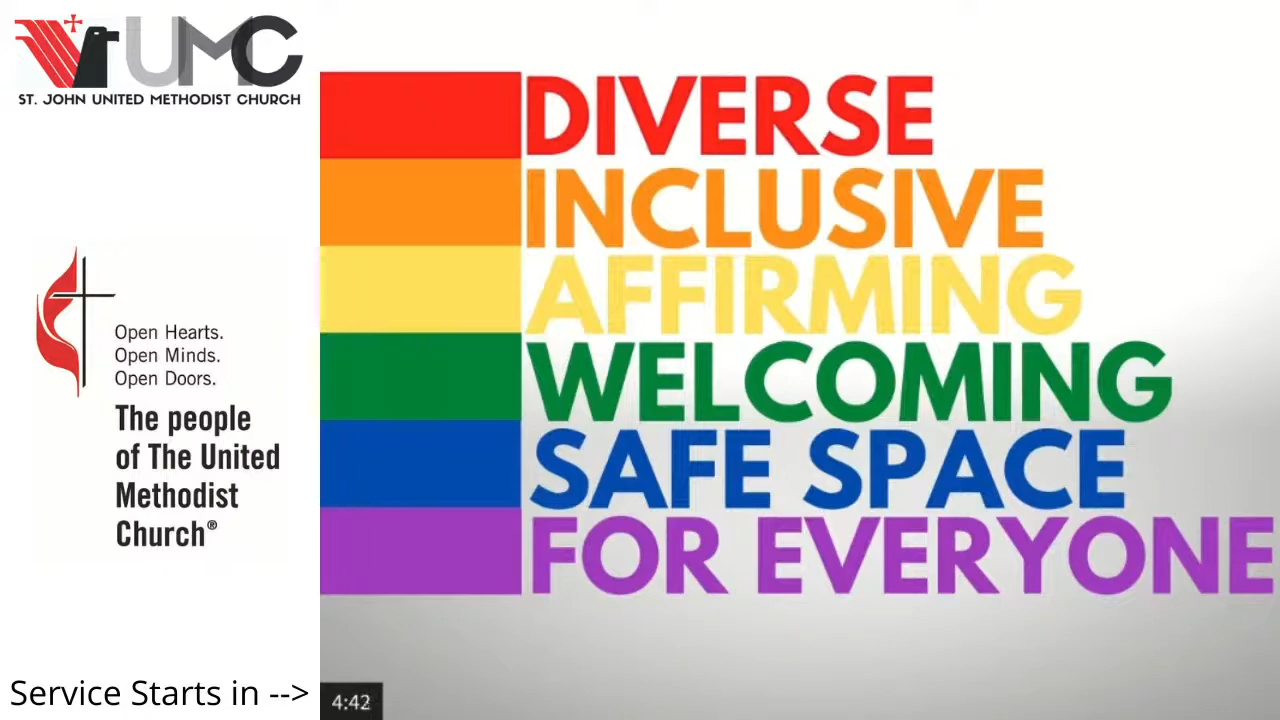 UMC
ST. JOHN UNITED METHODIST CHURCH
Open Hearts.
Open Minds.
Open Doors.
The people
of The United
Methodist
Church®
Service Starts in -->
DIVERSE
INCLUSIVE
AFFIRMING
WELCOMING
SAFE SPACE
FOR EVERYONE
4:42